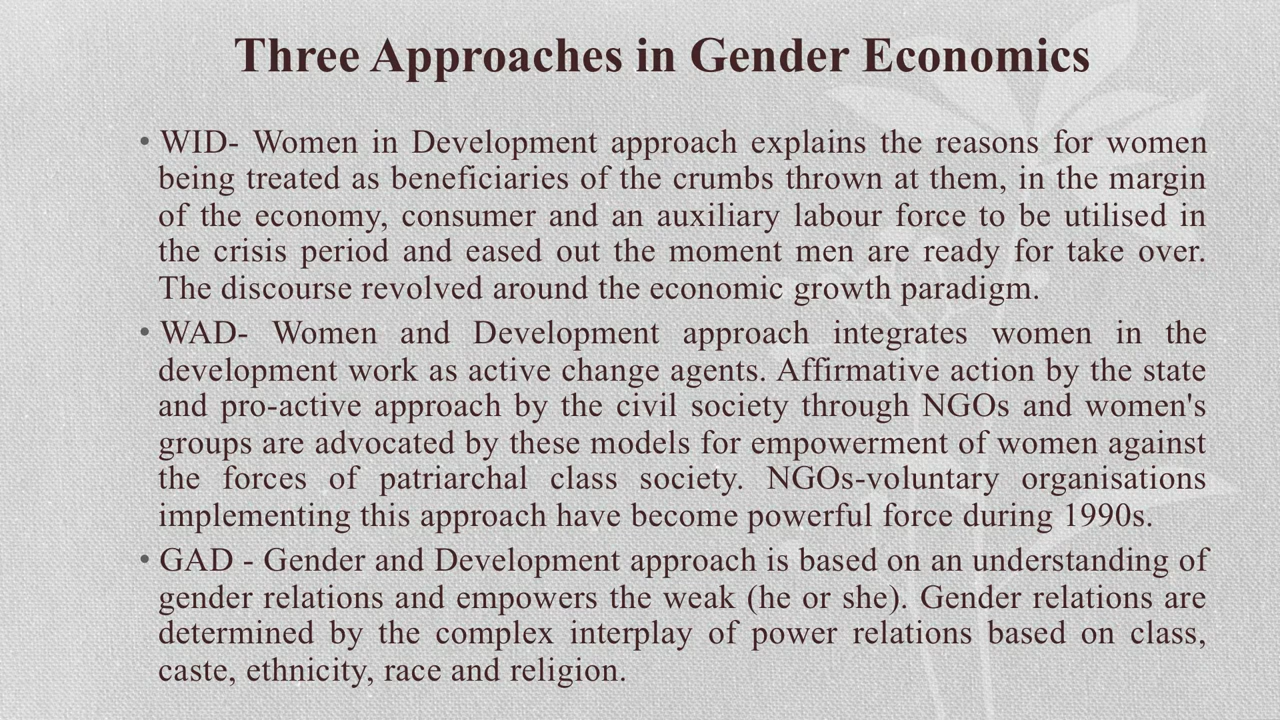 Three Approaches in Gender Economics
• WID- Women in Development approach explains the reasons for women
being treated as beneficiaries of the crumbs thrown at them, in the margin
of the economy, consumer and an auxiliary labour force to be utilised in
the crisis period and eased out the moment men are ready for take over.
The discourse revolved around the economic growth paradigm.
• WAD- Women and Development approach integrates women in the
development work as active change agents. Affirmative action by the state
and pro-active approach by the civil society through NGOs and women's
groups are advocated by these models for empowerment of women against
the forces of patriarchal class society. NGOs-voluntary organisations
implementing this approach have become powerful force during 1990s.
• GAD - Gender and Development approach is based on an understanding of
gender relations and empowers the weak (he or she). Gender relations are
determined by the complex interplay of power relations based on class,
caste, ethnicity, race and religion.